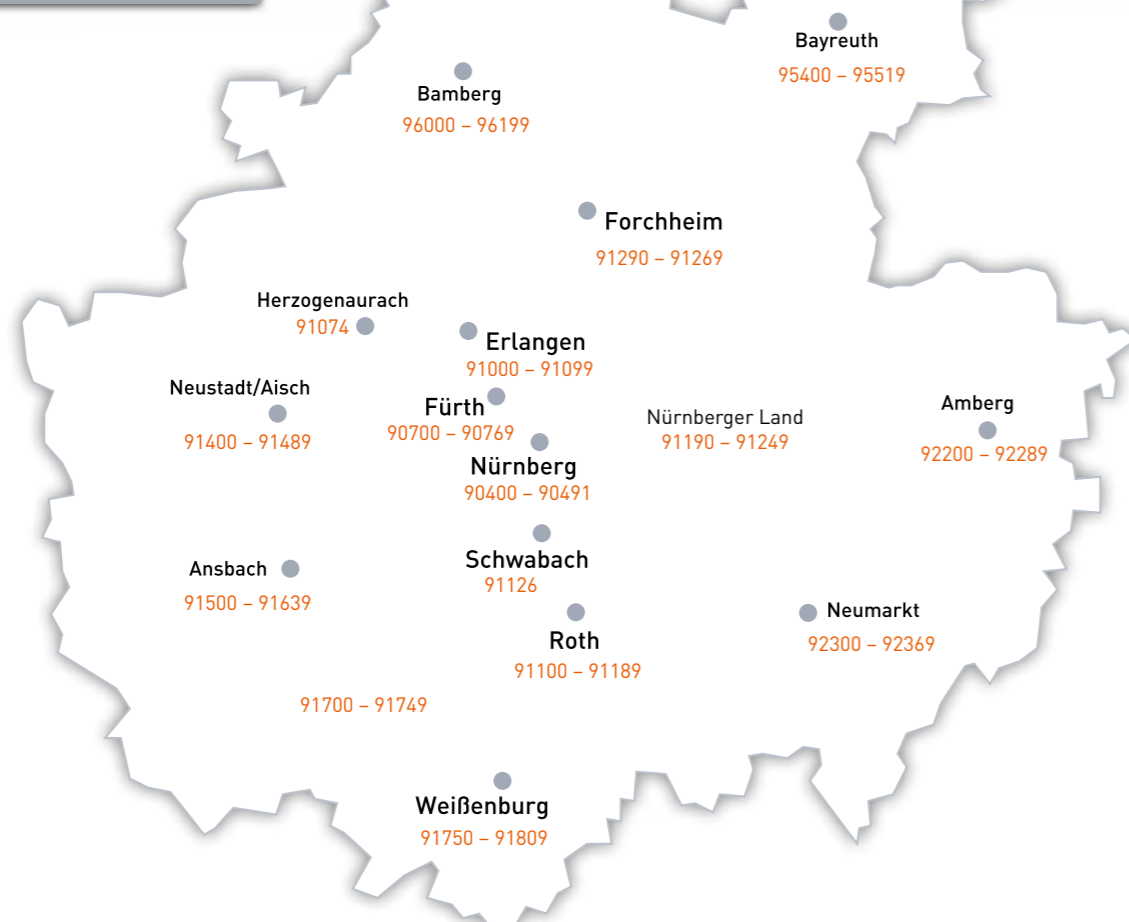 Bayreuth
95400 – 95519
Bamberg
96000 – 96199
Forchheim
91290 – 91269
Herzogenaurach
91074
Erlangen
91000 – 91099
Neustadt/Aisch
91400 – 91489
Fürth
90700 – 90769
Nürnberger Land
91190 – 91249
Amberg
92200 – 92289
Nürnberg
90400 – 90491
Schwabach
91126
Ansbach
91500 – 91639
Roth
91100 – 91189
Neumarkt
92300 – 92369
91700 – 91749
Weißenburg
91750 – 91809